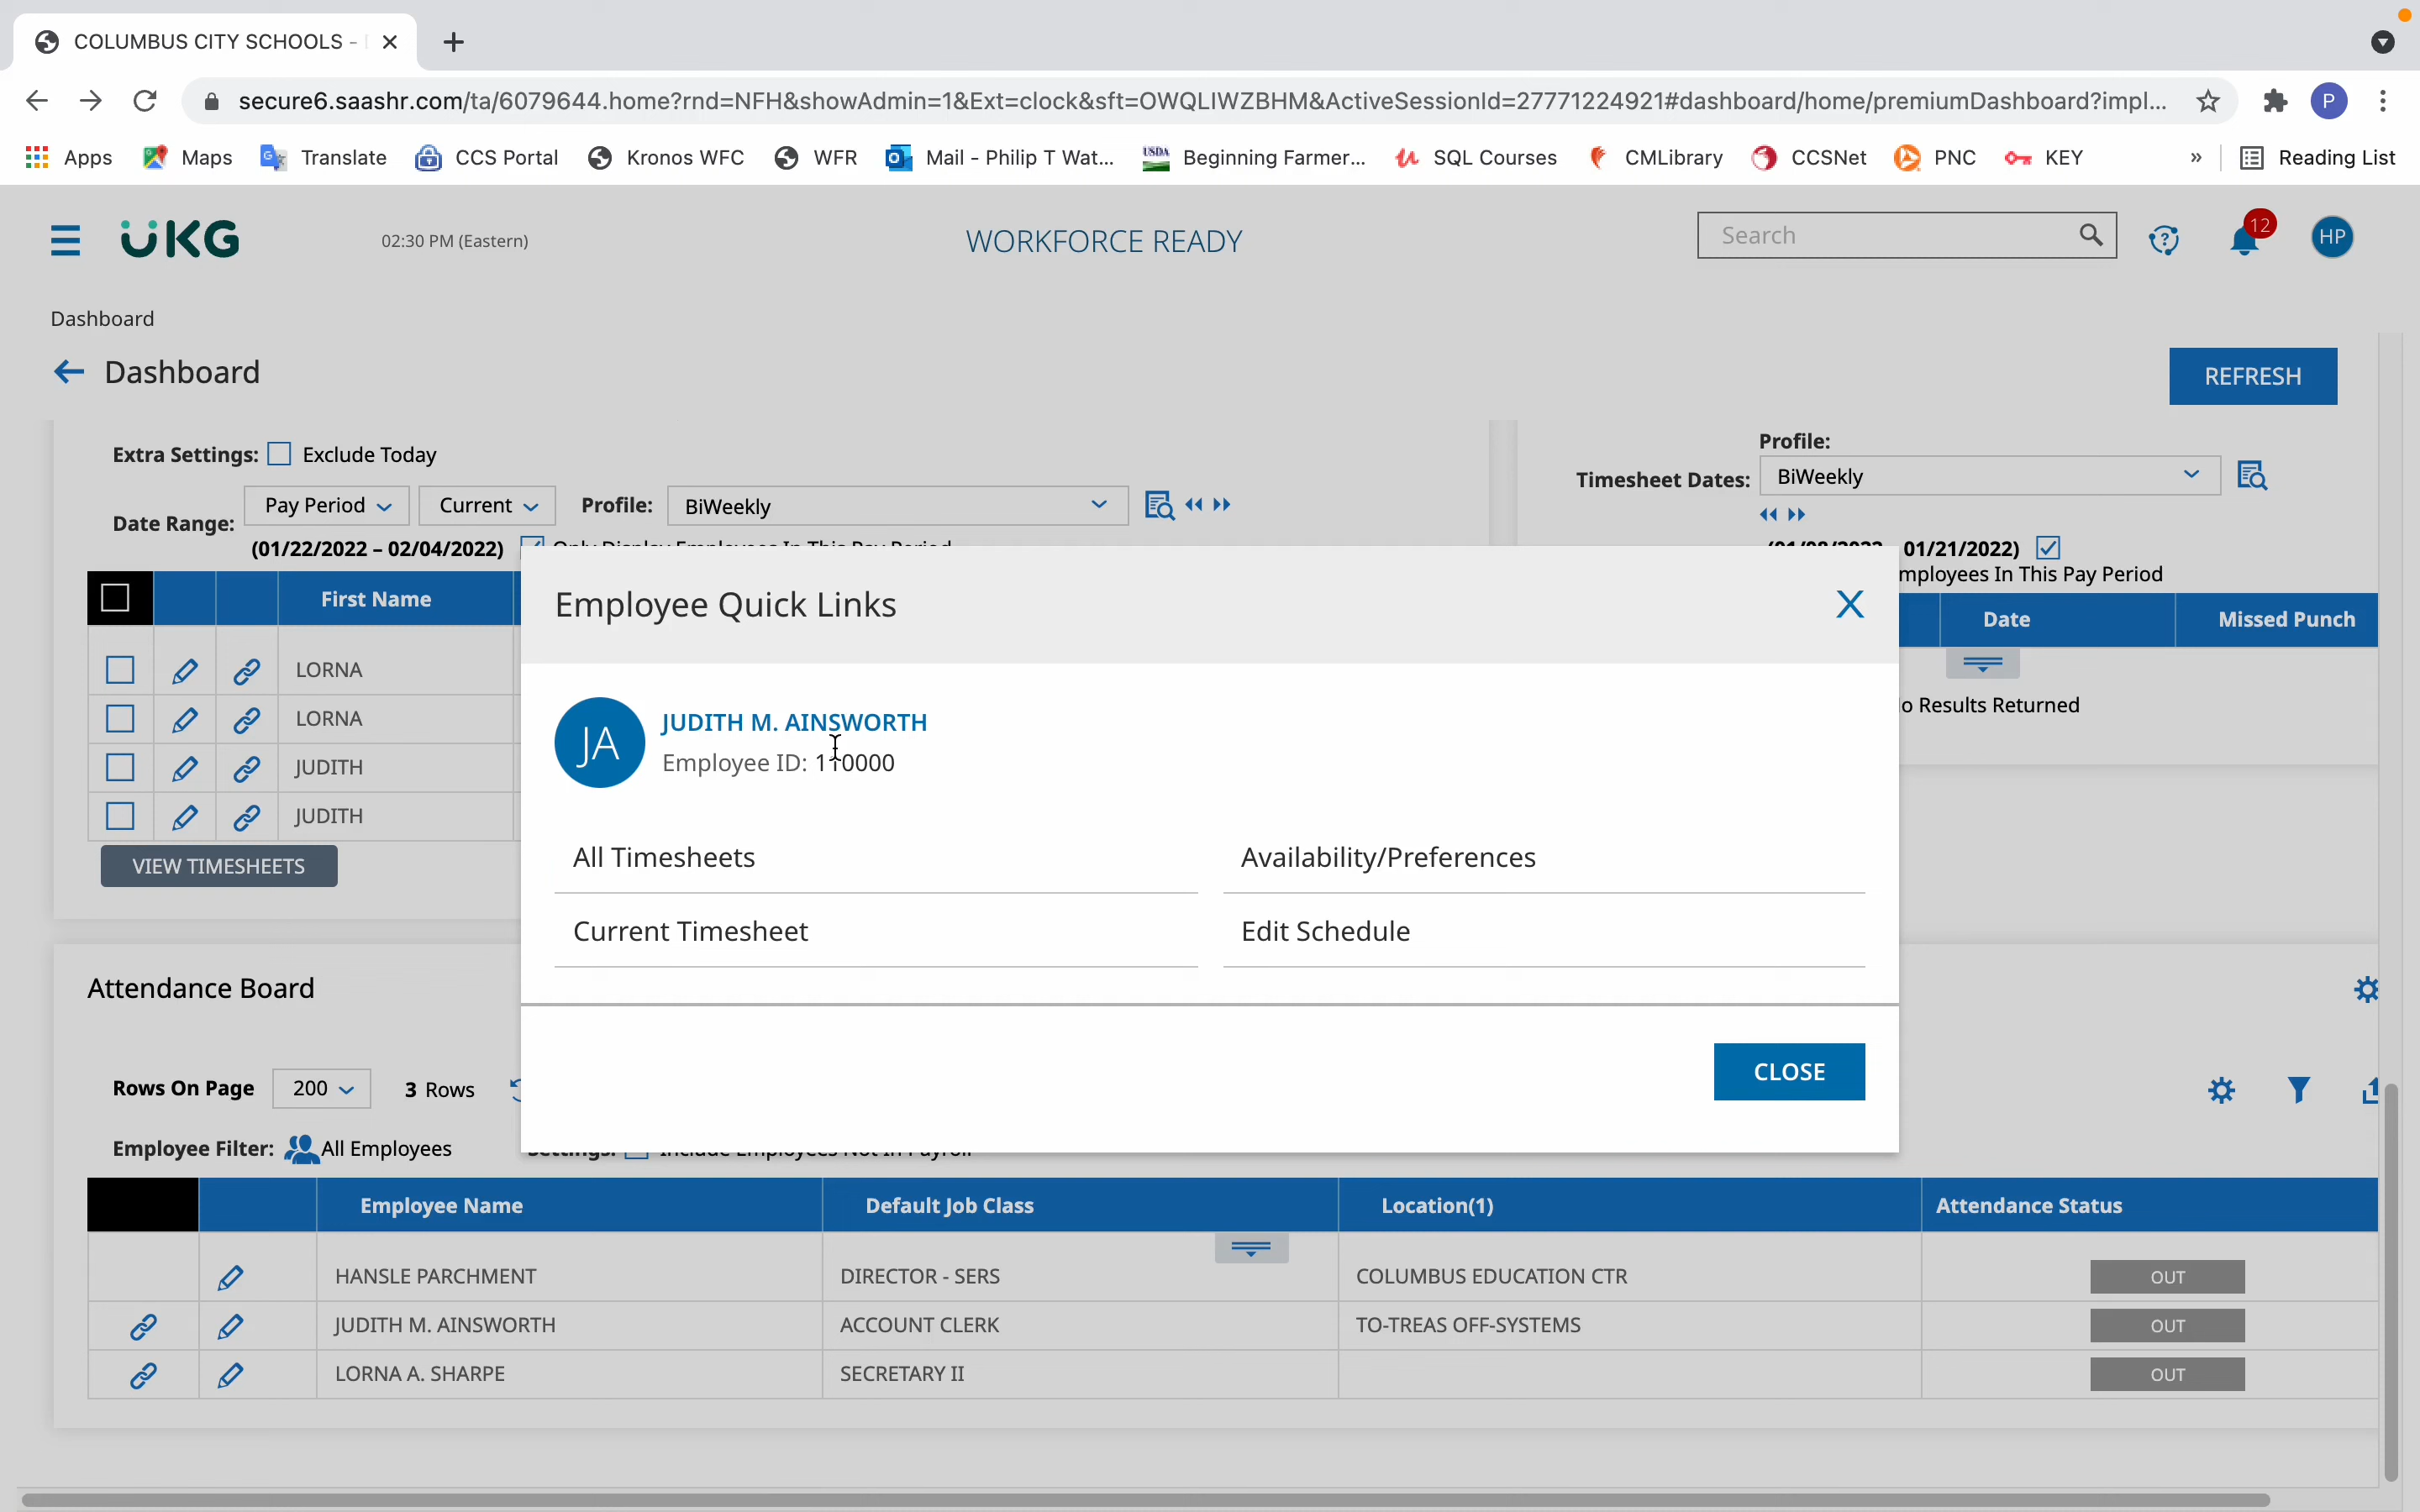 COLUMBUS CITY SCHOOLS -
secure6.saashr.com/ta/6079644.home?rnd=NFH&showAdmin=1&Ext=clock&sft=OWQLIWZBHM&ActiveSessionId=27771224921#dashboard/home/premiumDashboard?impl...
Apps Maps Translate CCS Portal Kronos WFC WFR Mail - Philip T Wat... Beginning Farmer... SQL Courses CMLibrary CCSNet PNC KEY » Reading List
UKG 02:30 PM (Eastern) WORKFORCE READY Search 12 HP
Dashboard
Dashboard REFRESH
Extra Settings: Exclude Today
Profile:
Timesheet Dates: BiWeekly
Date Range: Pay Period Current Profile: BiWeekly
(01/22/2022 – 02/04/2022)
01/21/2022)
mployees In This Pay Period
First Name
Date Missed Punch
Employee Quick Links X
LORNA
LORNA
JUDITH
JUDITH
VIEW TIMESHEETS
o Results Returned
JA JUDITH M. AINSWORTH
Employee ID: 110000
All Timesheets Availability/Preferences
Current Timesheet Edit Schedule
CLOSE
Attendance Board
Rows On Page 200 3 Rows
Employee Filter: All Employees
Employee Name Default Job Class Location(1) Attendance Status
HANSLE PARCHMENT DIRECTOR - SERS COLUMBUS EDUCATION CTR OUT
JUDITH M. AINSWORTH ACCOUNT CLERK TO-TREAS OFF-SYSTEMS OUT
LORNA A. SHARPE SECRETARY II OUT